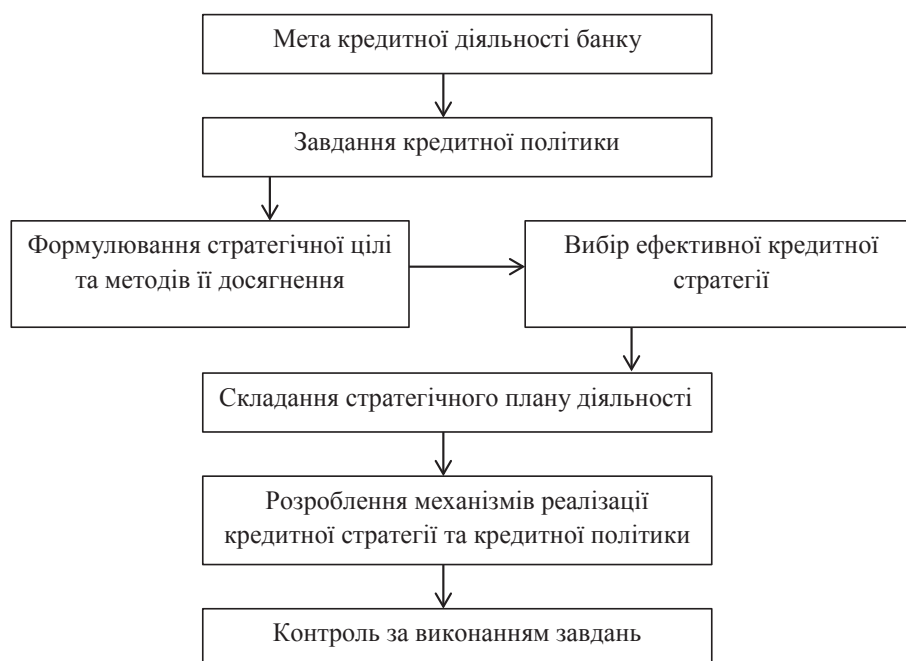 Мета кредитної діяльності банку
Завдання кредитної політики
Формулювання стратегічної цілі
та методів її досягнення
Вибір ефективної кредитної
стратегії
Складання стратегічного плану діяльності
Розроблення механізмів реалізації
кредитної стратегії та кредитної політики
Контроль за виконанням завдань